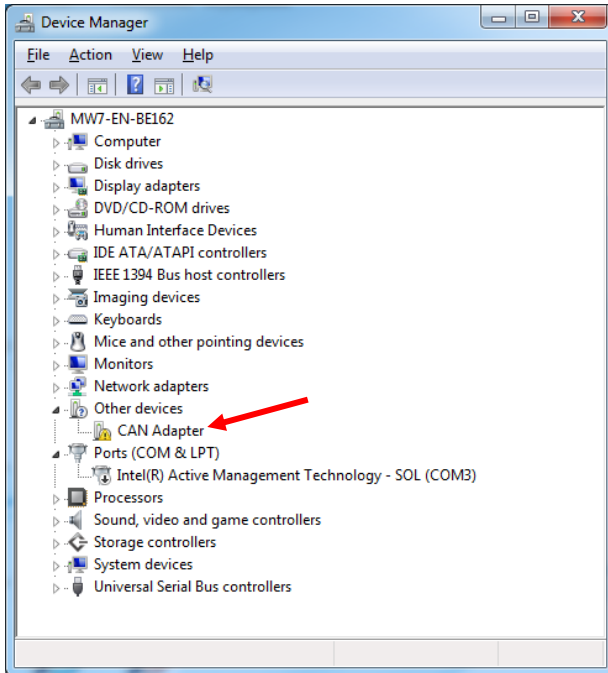 Device Manager
File Action View Help
MW7-EN-BE162
Computer
Disk drives
Display adapters
DVD/CD-ROM drives
Human Interface Devices
IDE ATA/ATAPI controllers
IEEE 1394 Bus host controllers
Imaging devices
Keyboards
Mice and other pointing devices
Monitors
Network adapters
Other devices
CAN Adapter
Ports (COM & LPT)
Intel(R) Active Management Technology - SOL (COM3)
Processors
Sound, video and game controllers
Storage controllers
System devices
Universal Serial Bus controllers